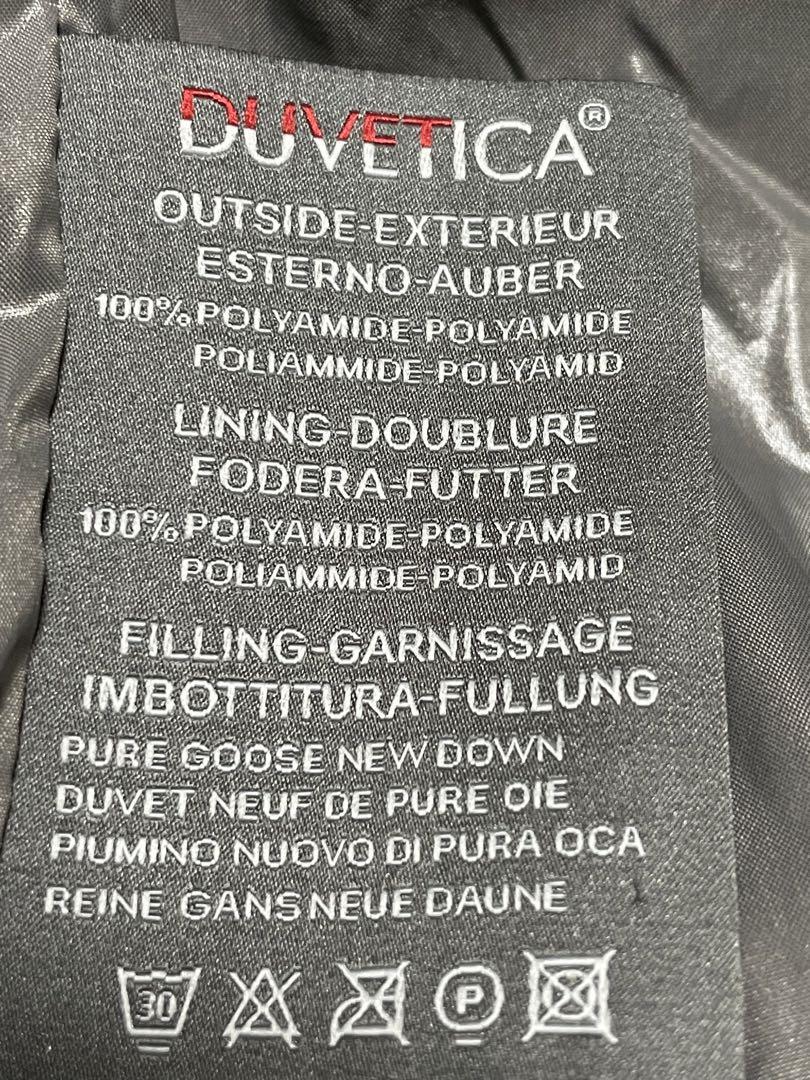 DUVETICA®
OUTSIDE-EXTERIEUR
ESTERNO-AUBER
100% POLYAMIDE-POLYAMIDE
POLIAMMIDE-POLYAMID
LINING-DOUBLURE
FODERA-FUTTER
100% POLYAMIDE-POLYAMIDE
POLIAMMIDE-POLYAMID
FILLING-GARNISSAGE
IMBOTTITURA-FULLUNG
PURE GOOSE NEW DOWN
DUVET NEUF DE PURE OIE
PIUMINO NUOVO DI PURA OCA
REINE GANS NEUE DAUNE
30 P